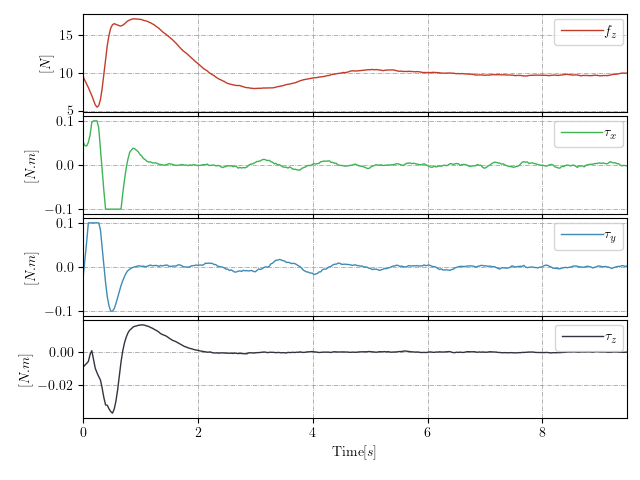 15
10
5
[N]
f_z
0.1
0.0
−0.1
[N.m]
τ_x
0.1
0.0
−0.1
[N.m]
τ_y
0.00
−0.02
[N.m]
τ_z
0 2 4 6 8
Time[s]